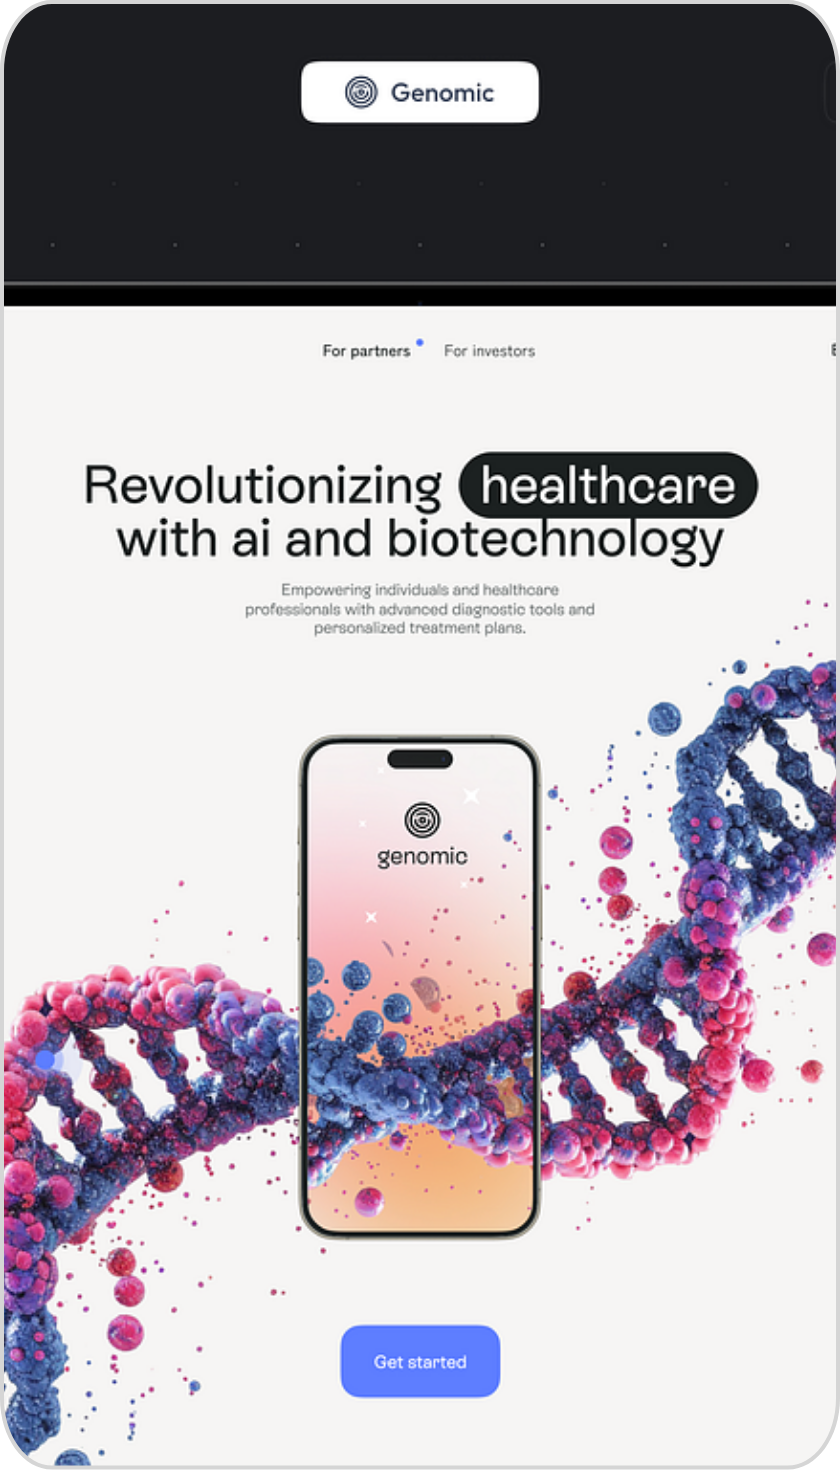 Genomic
For partners For investors
Revolutionizing healthcare
with ai and biotechnology
Empowering individuals and healthcare
professionals with advanced diagnostic tools and
personalized treatment plans.
genomic
Get started